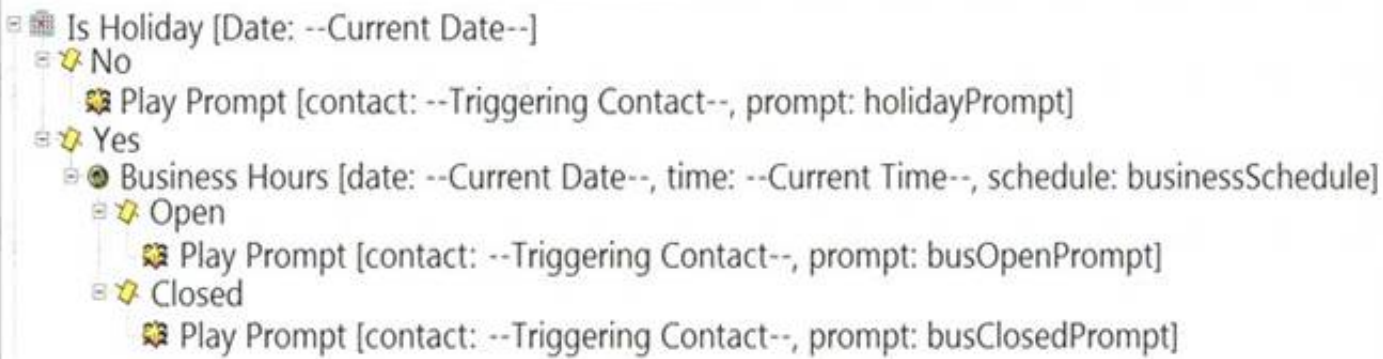 Is Holiday [Date: --Current Date--]
No
Play Prompt [contact: --Triggering Contact--, prompt: holidayPrompt]
Yes
Business Hours [date: --Current Date--, time: --Current Time--, schedule: businessSchedule]
Open
Play Prompt [contact: --Triggering Contact--, prompt: busOpenPrompt]
Closed
Play Prompt [contact: --Triggering Contact--, prompt: busClosedPrompt]